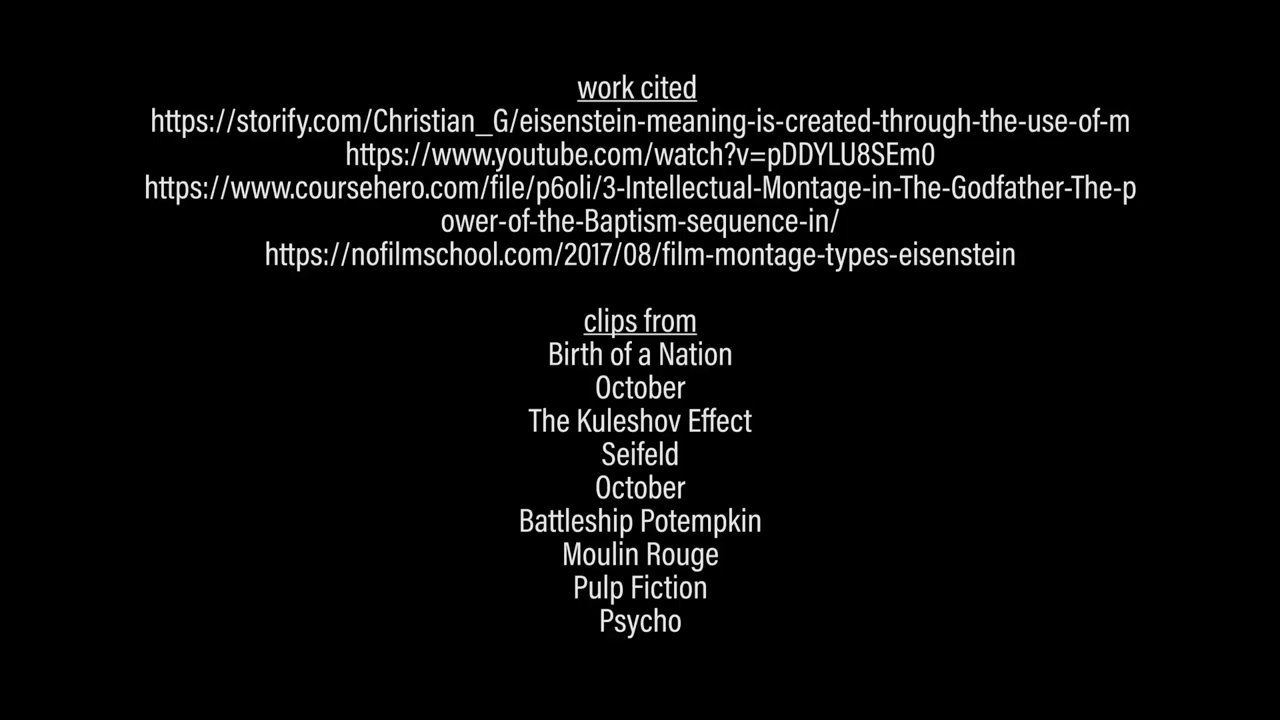 work cited
https://storify.com/Christian_G/eisenstein-meaning-is-created-through-the-use-of-m
https://www.youtube.com/watch?v=pDDYLU8SEm0
https://www.coursehero.com/file/p6oli/3-Intellectual-Montage-in-The-Godfather-The-p
ower-of-the-Baptism-sequence-in/
https://nofilmschool.com/2017/08/film-montage-types-eisenstein
clips from
Birth of a Nation
October
The Kuleshov Effect
Seifeld
October
Battleship Potempkin
Moulin Rouge
Pulp Fiction
Psycho